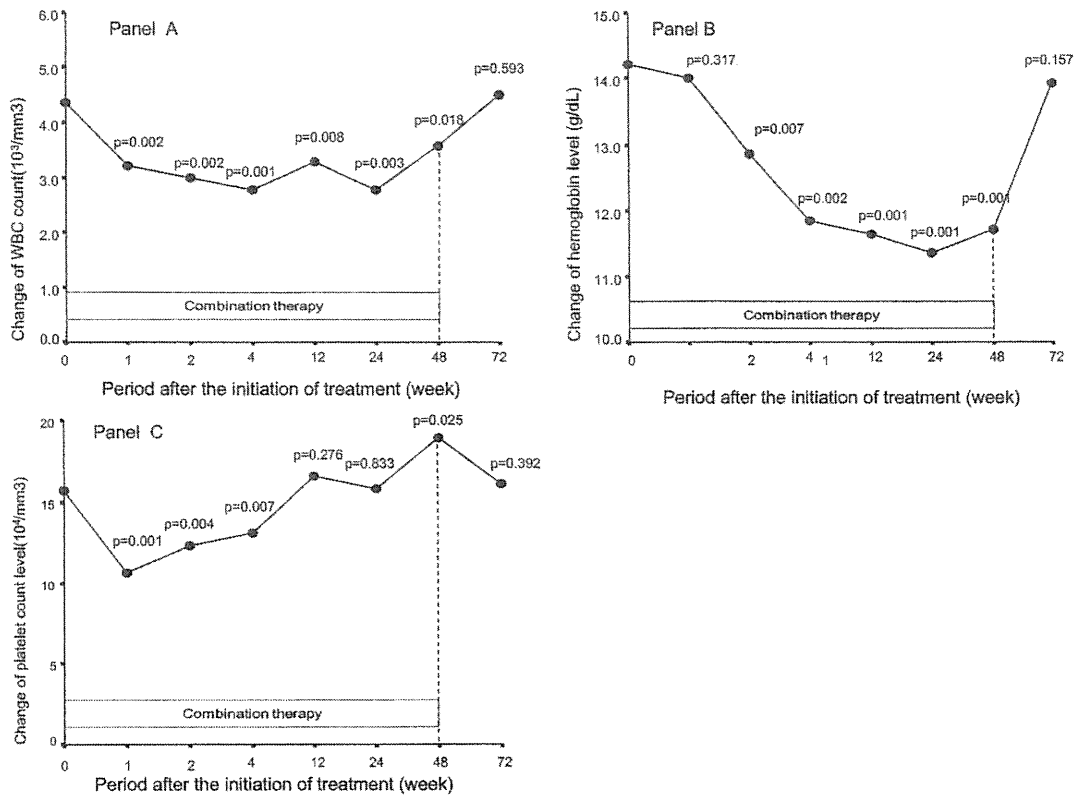 Panel A
6.0
5.0
4.0
3.0
2.0
1.0
0.0
Change of WBC count(10³/mm3)
p=0.002
p=0.002
p=0.001
p=0.008
p=0.003
p=0.018
p=0.593
Combination therapy
0 1 2 4 12 24 48 72
Period after the initiation of treatment (week)
Panel B
15.0
14.0
13.0
12.0
11.0
10.0
Change of hemoglobin level (g/dL)
p=0.317
p=0.007
p=0.002
p=0.001
p=0.001
p=0.001
p=0.157
Combination therapy
0 2 4 1 12 24 48 72
Period after the initiation of treatment (week)
Panel C
20
15
10
5
0
Change of platelet count level(10⁴/mm3)
p=0.001
p=0.004
p=0.007
p=0.276
p=0.833
p=0.025
p=0.392
Combination therapy
0 1 2 4 12 24 48 72
Period after the initiation of treatment (week)